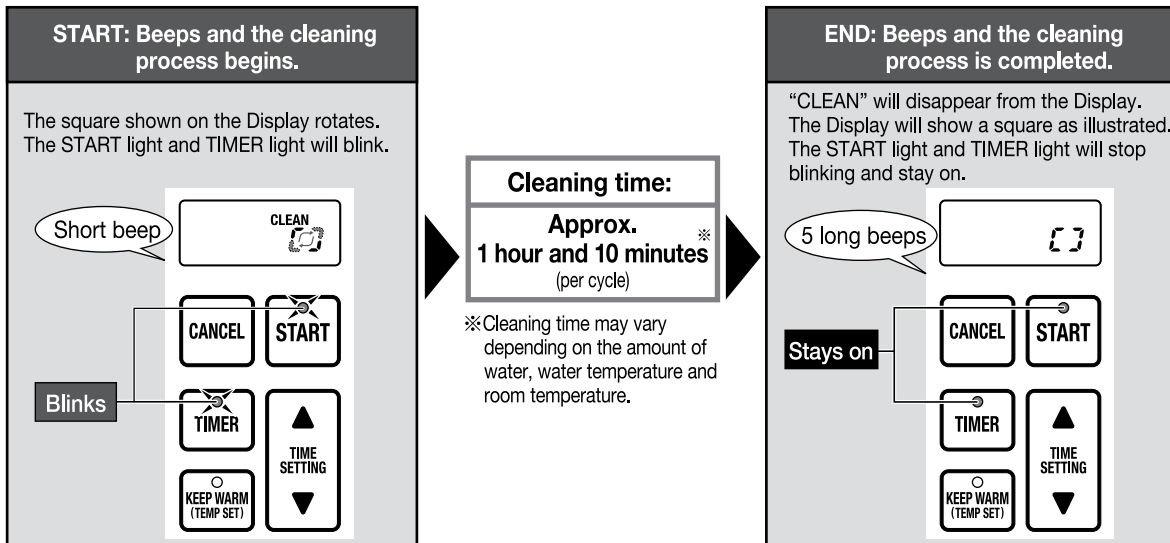 START: Beeps and the cleaning
process begins.
The square shown on the Display rotates.
The START light and TIMER light will blink.
Short beep
CLEAN
CANCEL
START
Blinks
TIMER
TIME
SETTING
KEEP WARM
(TEMP SET)
Cleaning time:
Approx.
1 hour and 10 minutes※
(per cycle)
※Cleaning time may vary
depending on the amount of
water, water temperature and
room temperature.
END: Beeps and the cleaning
process is completed.
“CLEAN” will disappear from the Display.
The Display will show a square as illustrated.
The START light and TIMER light will stop
blinking and stay on.
5 long beeps
CANCEL
START
Stays on
TIMER
TIME
SETTING
KEEP WARM
(TEMP SET)